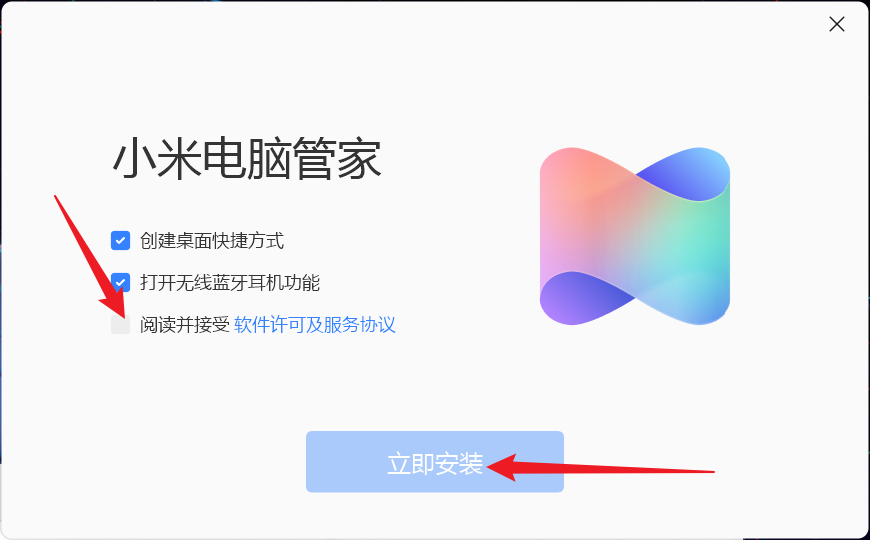 小米电脑管家
创建桌面快捷方式
打开无线蓝牙耳机功能
阅读并接受 软件许可及服务协议
立即安装